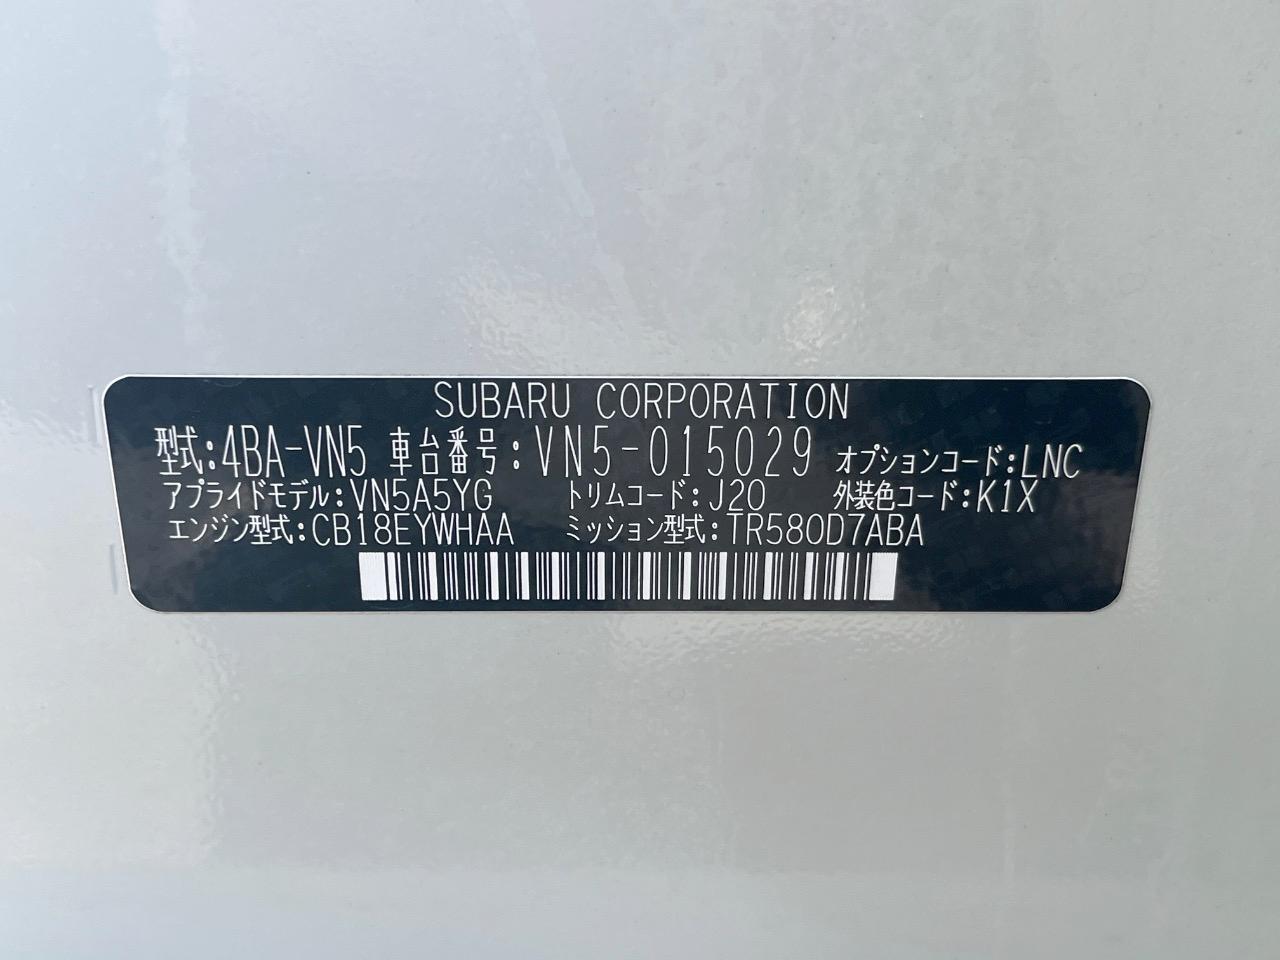 SUBARU CORPORATION
型式:4BA-VN5 車台番号:VN5-015029 オプションコード:LNC
アプライドモデル:VN5A5YG トリムコード:J20 外装色コード:K1X
エンジン型式:CB18EYWHAA ミッション型式:TR580D7ABA